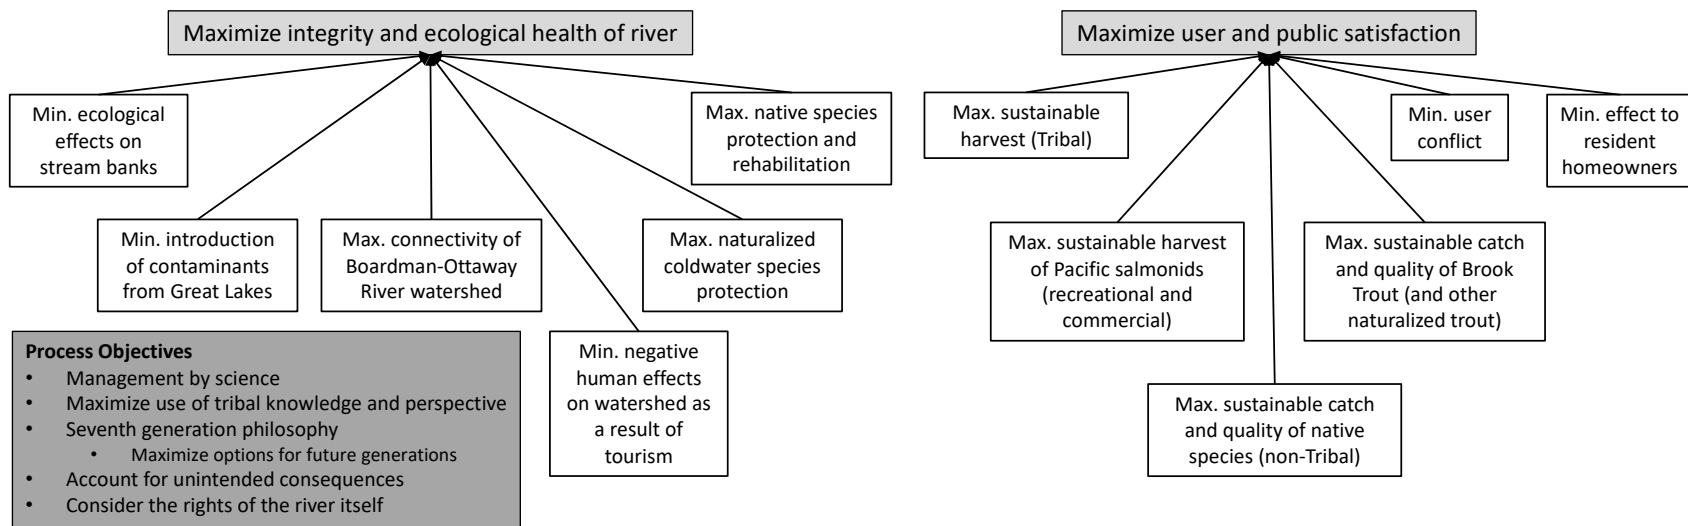 Maximize integrity and ecological health of river
Min. ecological
effects on
stream banks
Max. native species
protection and
rehabilitation
Min. introduction
of contaminants
from Great Lakes
Max. connectivity of
Boardman-Ottaway
River watershed
Max. naturalized
coldwater species
protection
Min. negative
human effects
on watershed as
a result of
tourism
Process Objectives
• Management by science
• Maximize use of tribal knowledge and perspective
• Seventh generation philosophy
• Maximize options for future generations
• Account for unintended consequences
• Consider the rights of the river itself
Maximize user and public satisfaction
Max. sustainable
harvest (Tribal)
Min. user
conflict
Min. effect to
resident
homeowners
Max. sustainable harvest
of Pacific salmonids
(recreational and
commercial)
Max. sustainable catch
and quality of Brook
Trout (and other
naturalized trout)
Max. sustainable catch
and quality of native
species (non-Tribal)